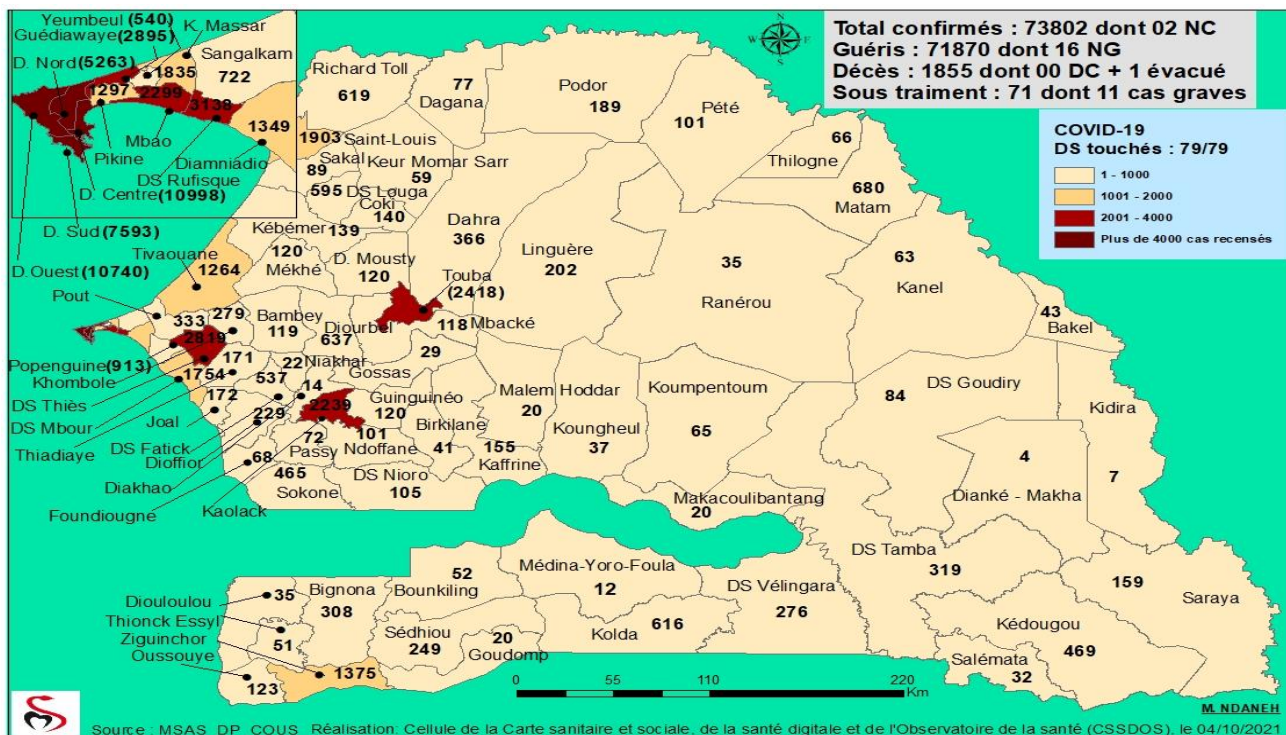 Yeumbeul (540)
Guédiawaye(2895)
K. Massar
Sangalkam
722
D. Nord(5263)
1835
2299
1297
3138
1349
Mbao
Pikine
Diamniádio
DS Rufisque
D. Centre(10998)
D. Sud(7593)
D.Ouest(10740)
N
W
E
S
Total confirmés : 73802 dont 02 NC
Guéris : 71870 dont 16 NG
Décès : 1855 dont 00 DC + 1 évacué
Sous traiment : 71 dont 11 cas graves
COVID-19
DS touchés : 79/79
1 - 1000
1001 - 2000
2001 - 4000
Plus de 4000 cas recensés
Richard Toll
619
77
Dagana
Podor
189
Pété
101
66
Thilogne
680
Matam
1903
Saint-Louis
Sakal
89
Keur Momar Sarr
59
595
DS Louga
Coki
140
Kébémer
139
Dahra
366
Linguère
202
35
Ranérou
63
Kanel
43
Bakel
Tivaouane
1264
120
Mékhé
D. Mousty
120
Touba
(2418)
118
Mbacké
Pout
333
279
Bambey
119
Diourbel
637
2819
Popenguine(913)
Khombole
DS Thiès
171
1754
22
Niakhar
29
Gossas
537
14
172
DS Mbour
Joal
Thiadiaye
229
2239
Guinguinéo
120
DS Fatick
Dioffior
72
Passy
101
Ndoffane
Birkilane
41
Malem Hoddar
20
155
Kaffrine
Koungheul
37
Koumpentoum
65
84
DS Goudiry
Kidira
7
4
Dianké - Makha
Diakhao
68
465
Sokone
DS Nioro
105
Foundiougne
Kaolack
Makacoulibantang
20
DS Tamba
319
159
Saraya
Kédougou
469
Salémata
32
Diouloulou
35
Bignona
308
52
Bounkiling
Médina-Yoro-Foula
12
DS Vélingara
276
Thionck Essyl
51
Ziguinchor
1375
Oussouye
123
Sédhiou
249
20
Goudomp
Kolda
616
0
55
110
220
Km
M. NDANEH
Source : MSAS_DP_COUS Réalisation: Cellule de la Carte sanitaire et sociale, de la santé digitale et de l'Observatoire de la santé (CSSDOS), le 04/10/2021